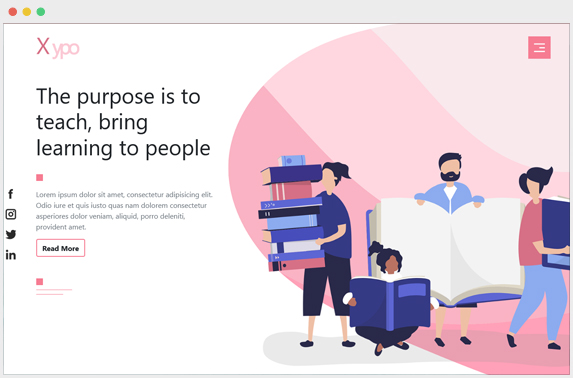 X ypo
The purpose is to
teach, bring
learning to people
Lorem ipsum dolor sit amet, consectetur adipisicing elit.
Odio iure et quis iusto quas nam dolorem consectetur
asperiores dolor veniam, aliquid, porro deleniti,
provident amet.
Read More